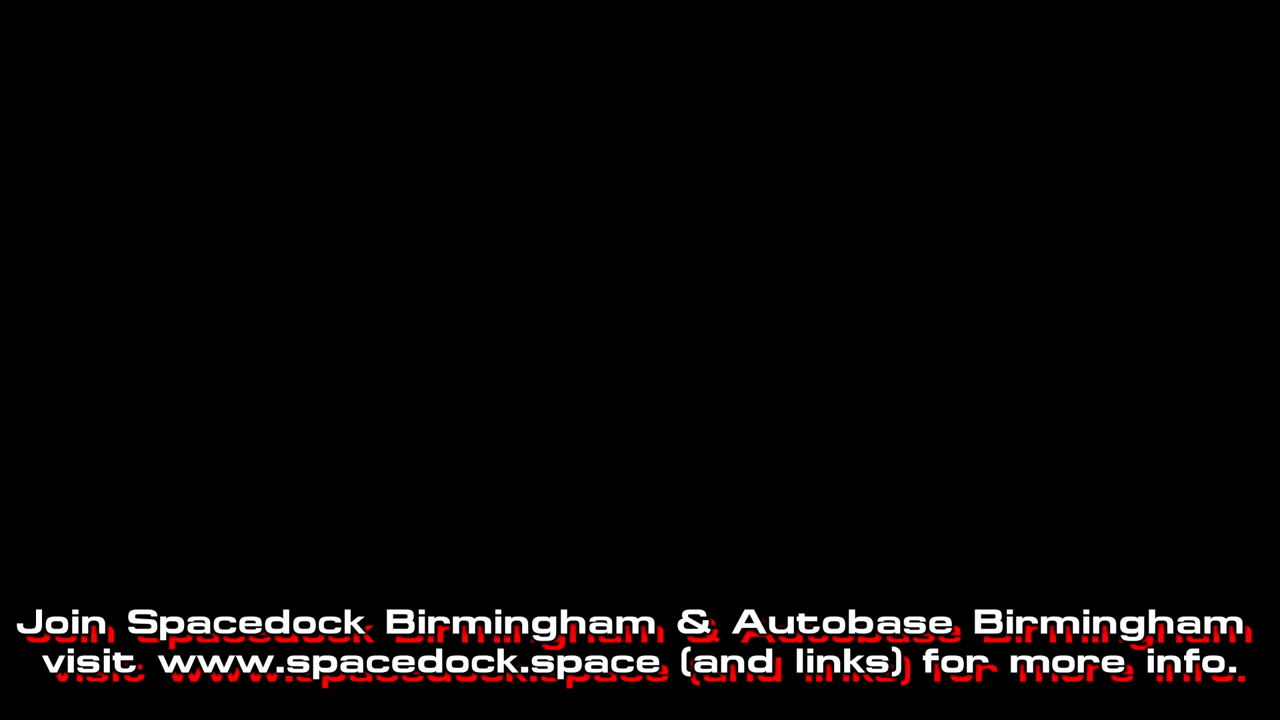 Join Spacedock Birmingham & Autobase Birmingham
visit www.spacedock.space (and links) for more info.